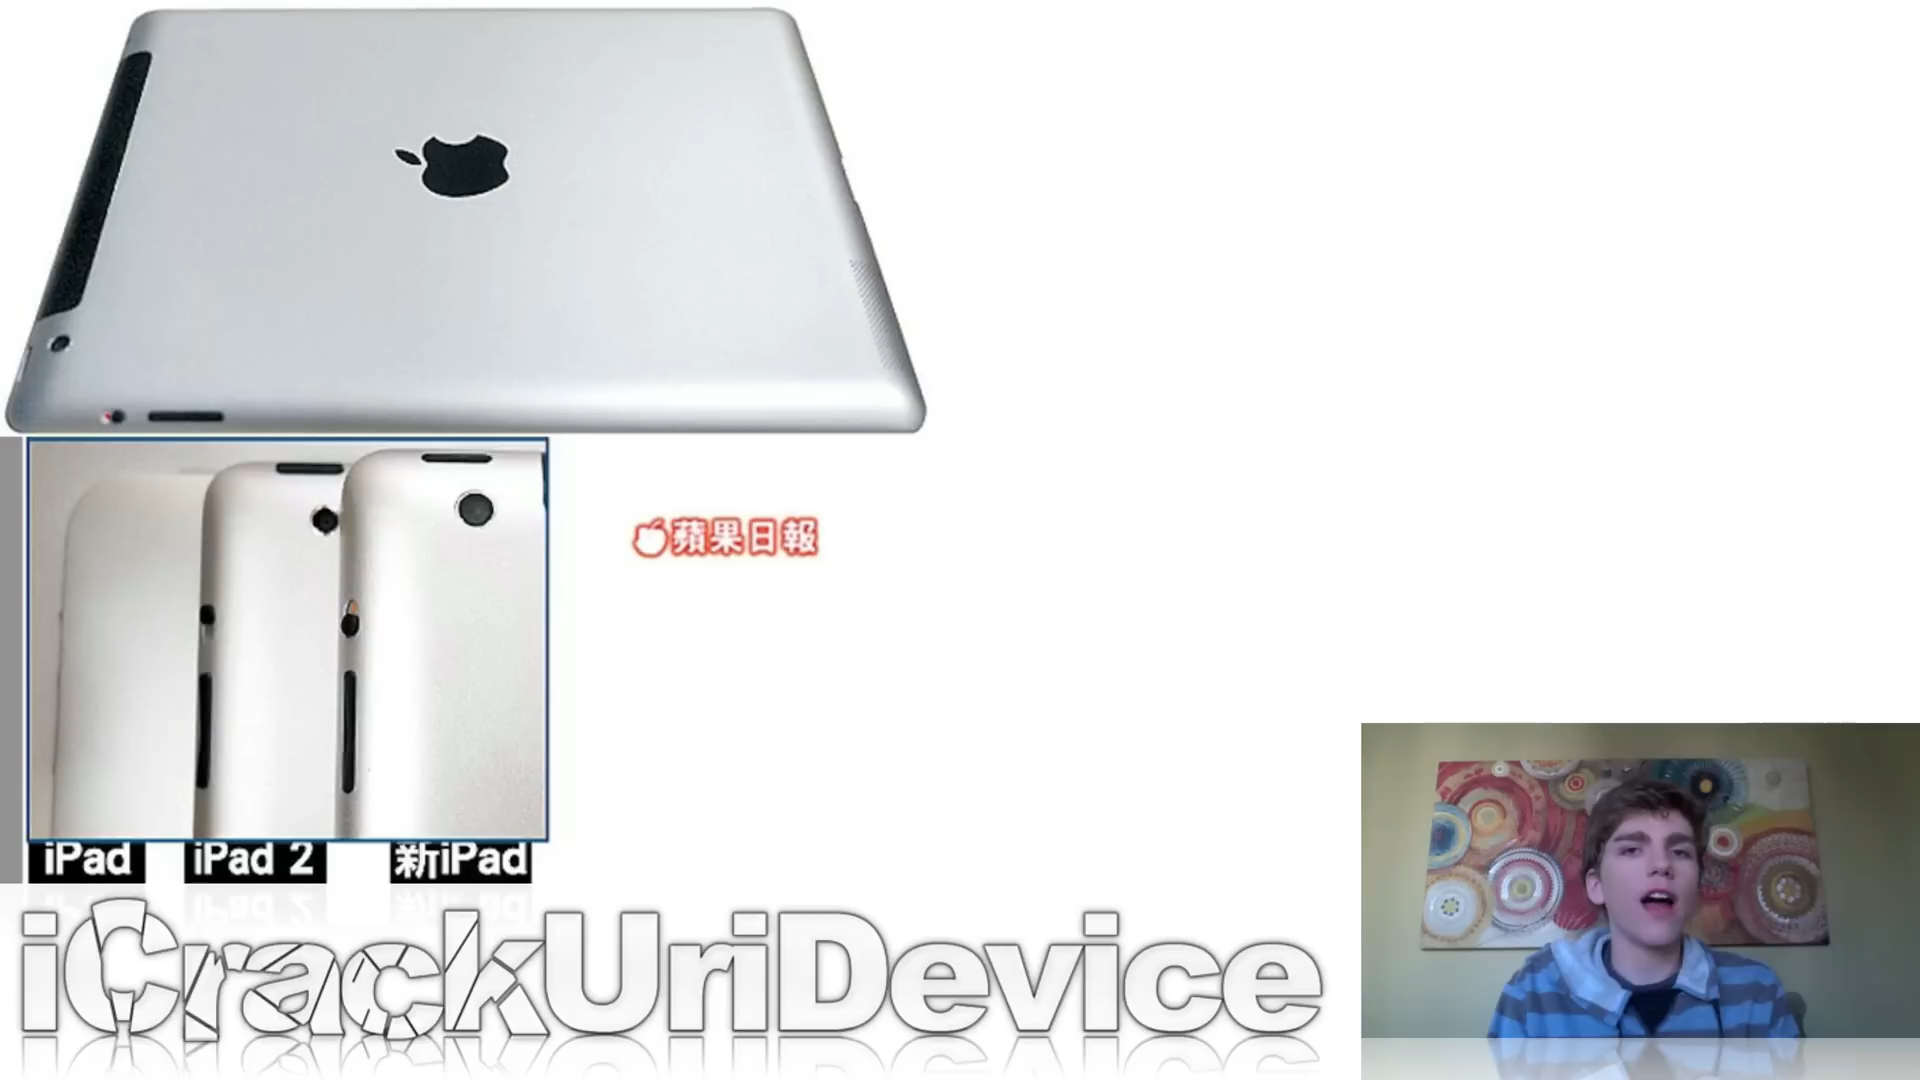 蘋果日報
iPad
iPad 2
新iPad
iCrackUriDevice